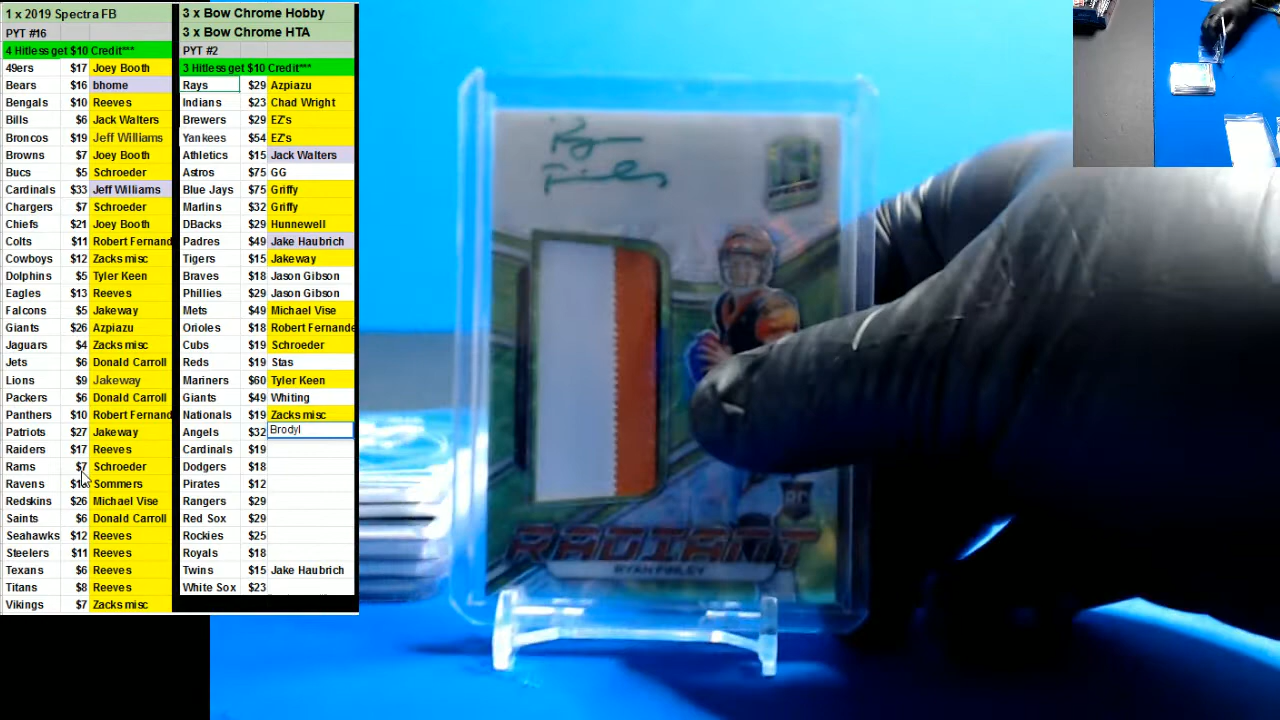 1 x 2019 Spectra FB
PYT #16
4 Hitless get $10 Credit***
49ers $17 Joey Booth
Bears $16 bhome
Bengals $10 Reeves
Bills $6 Jack Walters
Broncos $19 Jeff Williams
Browns $7 Joey Booth
Bucs $5 Schroeder
Cardinals $33 Jeff Williams
Chargers $7 Schroeder
Chiefs $21 Joey Booth
Colts $11 Robert Fernand
Cowboys $12 Zacks misc
Dolphins $5 Tyler Keen
Eagles $13 Reeves
Falcons $5 Jakeway
Giants $26 Azpiazu
Jaguars $4 Zacks misc
Jets $6 Donald Carroll
Lions $9 Jakeway
Packers $6 Donald Carroll
Panthers $10 Robert Fernand
Patriots $27 Jakeway
Raiders $17 Reeves
Rams $7 Schroeder
Ravens Sommers
Redskins $26 Michael Vise
Saints $6 Donald Carroll
Seahawks $12 Reeves
Steelers $11 Reeves
Texans $6 Reeves
Titans $8 Reeves
Vikings $7 Zacks misc
3 x Bow Chrome Hobby
3 x Bow Chrome HTA
PYT #2
3 Hitless get $10 Credit***
Rays $29 Azpiazu
Indians $23 Chad Wright
Brewers $29 EZ's
Yankees $54 EZ's
Athletics $15 Jack Walters
Astros $75 GG
Blue Jays $75 Griffy
Marlins $32 Griffy
DBacks $29 Hunnewell
Padres $49 Jake Haubrich
Tigers $15 Jakeway
Braves $18 Jason Gibson
Phillies $29 Jason Gibson
Mets $49 Michael Vise
Orioles $18 Robert Fernande
Cubs $19 Schroeder
Reds $19 Stas
Mariners $60 Tyler Keen
Giants $49 Whiting
Nationals $19 Zacks misc
Angels $32 Brodyl
Cardinals $19
Dodgers $18
Pirates $12
Rangers $29
Red Sox $29
Rockies $25
Royals $18
Twins $15 Jake Haubrich
White Sox $23
RC
RADIANT
RYAN FINLEY